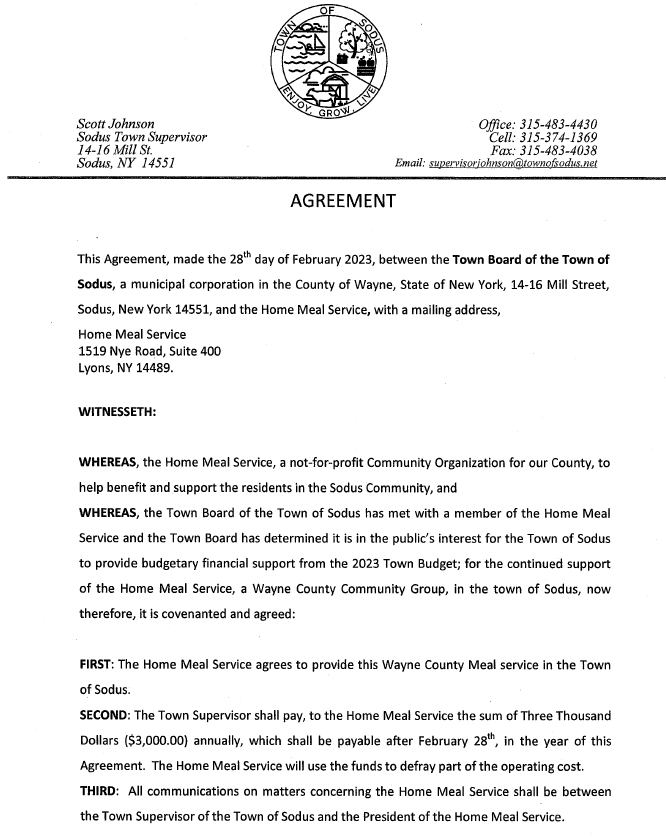 TOWN OF SODUS
ENJOY, GROW, LIVE
Scott Johnson
Sodus Town Supervisor
14-16 Mill St.
Sodus, NY 14551
Office: 315-483-4430
Cell: 315-374-1369
Fax: 315-483-4038
Email: supervisorjohnson@townofsodus.net
AGREEMENT
This Agreement, made the 28th day of February 2023, between the Town Board of the Town of
Sodus, a municipal corporation in the County of Wayne, State of New York, 14-16 Mill Street,
Sodus, New York 14551, and the Home Meal Service, with a mailing address,
Home Meal Service
1519 Nye Road, Suite 400
Lyons, NY 14489.
WITNESSETH:
WHEREAS, the Home Meal Service, a not-for-profit Community Organization for our County, to
help benefit and support the residents in the Sodus Community, and
WHEREAS, the Town Board of the Town of Sodus has met with a member of the Home Meal
Service and the Town Board has determined it is in the public's interest for the Town of Sodus
to provide budgetary financial support from the 2023 Town Budget; for the continued support
of the Home Meal Service, a Wayne County Community Group, in the town of Sodus, now
therefore, it is covenanted and agreed:
FIRST: The Home Meal Service agrees to provide this Wayne County Meal service in the Town
of Sodus.
SECOND: The Town Supervisor shall pay, to the Home Meal Service the sum of Three Thousand
Dollars ($3,000.00) annually, which shall be payable after February 28th, in the year of this
Agreement. The Home Meal Service will use the funds to defray part of the operating cost.
THIRD: All communications on matters concerning the Home Meal Service shall be between
the Town Supervisor of the Town of Sodus and the President of the Home Meal Service.